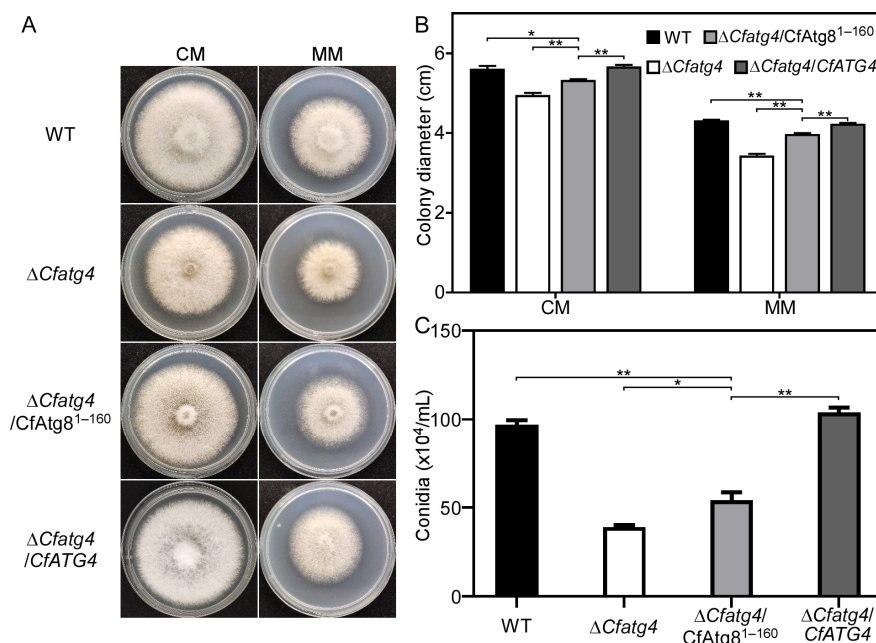 A
CM MM
WT
ΔCfatg4
ΔCfatg4
/CfAtg8¹⁻¹⁶⁰
ΔCfatg4
/CfATG4
B
WT ΔCfatg4/CfAtg8¹⁻¹⁶⁰
ΔCfatg4 ΔCfatg4/CfATG4
* ** **
** ** **
Colony diameter (cm)
8
6
4
2
0
CM MM
C
Conidia (x10⁴/mL)
150
100
50
0
**
* **
WT ΔCfatg4 ΔCfatg4/ ΔCfatg4/
CfAtg8¹⁻¹⁶⁰ CfATG4